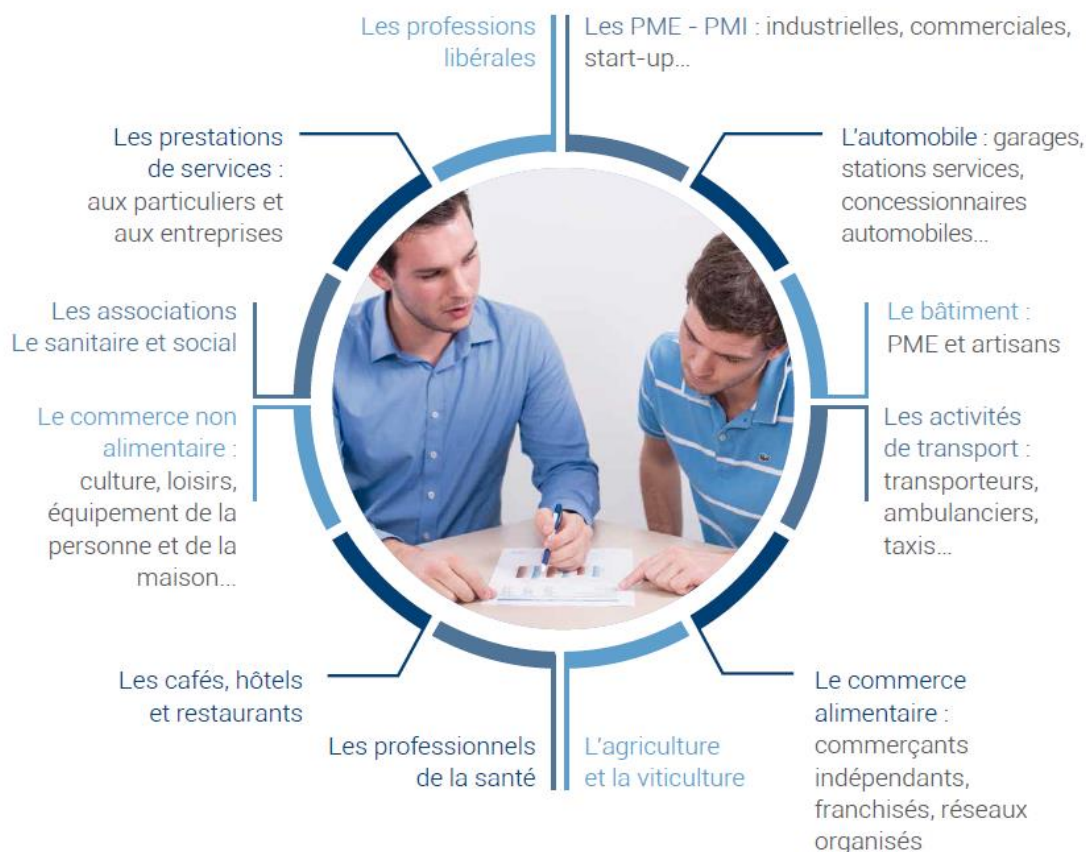 Les professions
libérales
Les PME - PMI : industrielles, commerciales,
start-up...
L'automobile : garages,
stations services,
concessionnaires
automobiles...
Le bâtiment :
PME et artisans
Les activités
de transport :
transporteurs,
ambulanciers,
taxis...
Le commerce
alimentaire :
commerçants
indépendants,
franchisés, réseaux
organisés
L'agriculture
et la viticulture
Les professionnels
de la santé
Les cafés, hôtels
et restaurants
Le commerce non
alimentaire :
culture, loisirs,
équipement de la
personne et de la
maison...
Les associations
Le sanitaire et social
Les prestations
de services :
aux particuliers et
aux entreprises